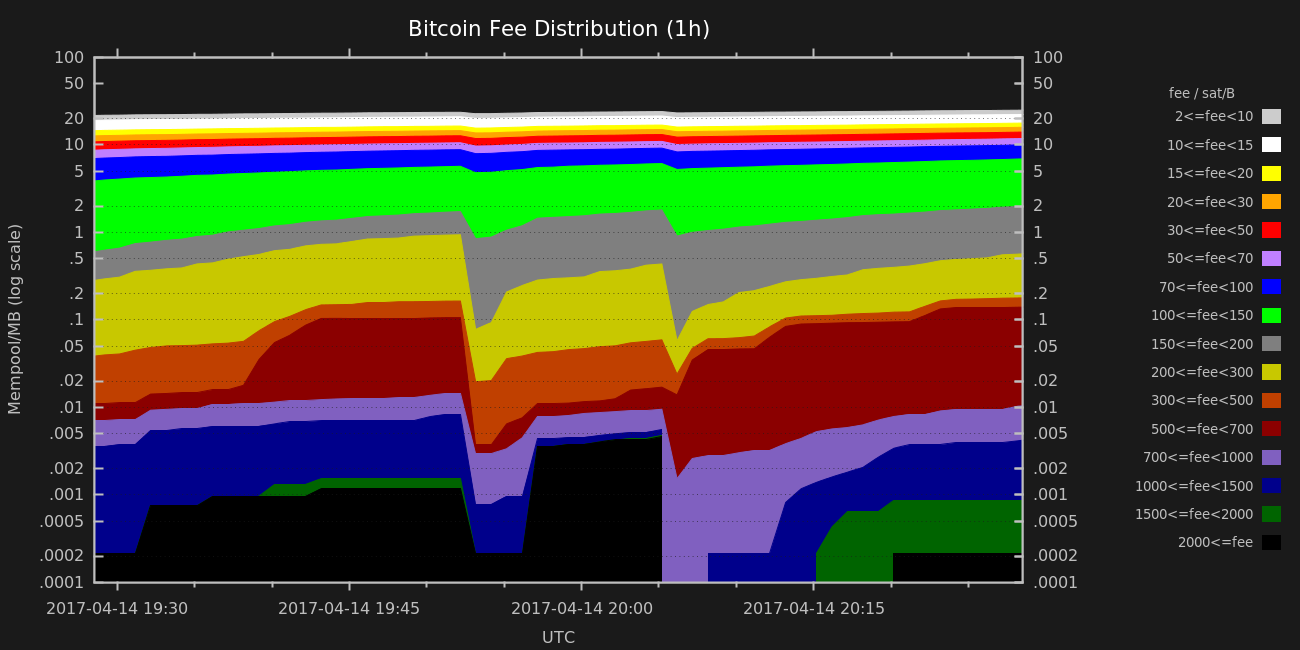 Bitcoin Fee Distribution (1h)
Mempool/MB (log scale)
100
50
20
10
5
2
1
.5
.2
.1
.05
.02
.01
.005
.002
.001
.0005
.0002
.0001
100
50
20
10
5
2
1
.5
.2
.1
.05
.02
.01
.005
.002
.001
.0005
.0002
.0001
2017-04-14 19:30 2017-04-14 19:45 2017-04-14 20:00 2017-04-14 20:15
UTC
fee / sat/B
2<=fee<10
10<=fee<15
15<=fee<20
20<=fee<30
30<=fee<50
50<=fee<70
70<=fee<100
100<=fee<150
150<=fee<200
200<=fee<300
300<=fee<500
500<=fee<700
700<=fee<1000
1000<=fee<1500
1500<=fee<2000
2000<=fee